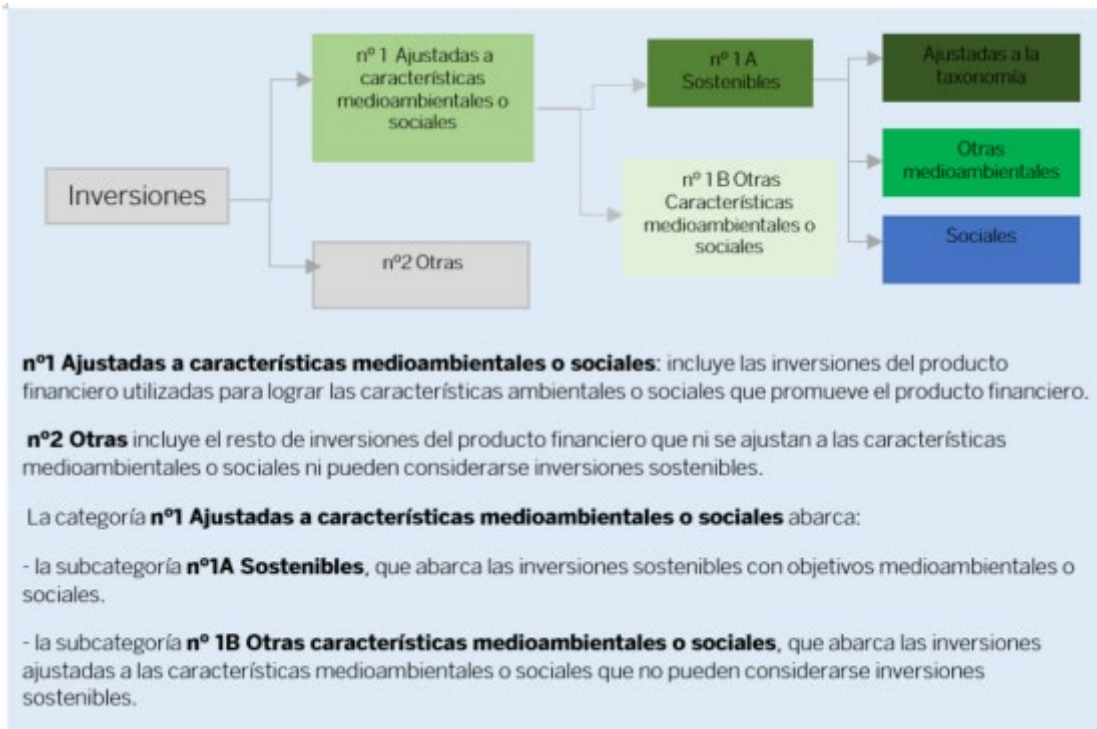 nº 1 Ajustadas a
características
medioambientales o
sociales
nº 1 A
Sostenibles
Ajustadas a la
taxonomía
Otras
medioambientales
Inversiones
nº 1 B Otras
Características
medioambientales o
sociales
Sociales
nº2 Otras
nº1 Ajustadas a características medioambientales o sociales: incluye las inversiones del producto
financiero utilizadas para lograr las características ambientales o sociales que promueve el producto financiero.
nº2 Otras incluye el resto de inversiones del producto financiero que ni se ajustan a las características
medioambientales o sociales ni pueden considerarse inversiones sostenibles.
La categoría nº1 Ajustadas a características medioambientales o sociales abarca:
- la subcategoría nº1A Sostenibles, que abarca las inversiones sostenibles con objetivos medioambientales o
sociales.
- la subcategoría nº 1B Otras características medioambientales o sociales, que abarca las inversiones
ajustadas a las características medioambientales o sociales que no pueden considerarse inversiones
sostenibles.